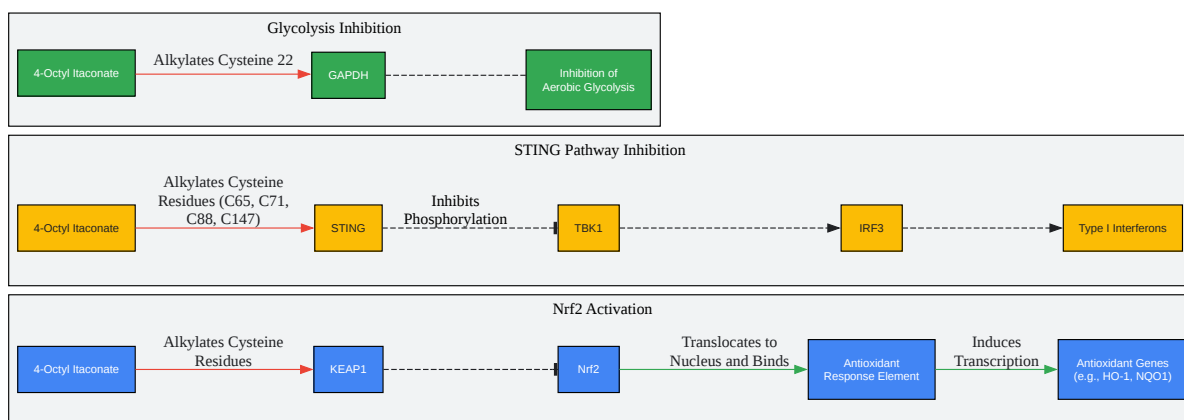 Glycolysis Inhibition
4-Octyl Itaconate
Alkylates Cysteine 22
GAPDH
Inhibition of
Aerobic Glycolysis
STING Pathway Inhibition
4-Octyl Itaconate
Alkylates Cysteine
Residues (C65, C71,
C88, C147)
STING
Inhibits
Phosphorylation
TBK1
IRF3
Type I Interferons
Nrf2 Activation
4-Octyl Itaconate
Alkylates Cysteine
Residues
KEAP1
Nrf2
Translocates to
Nucleus and Binds
Antioxidant
Response Element
Induces
Transcription
Antioxidant Genes
(e.g., HO-1, NQO1)